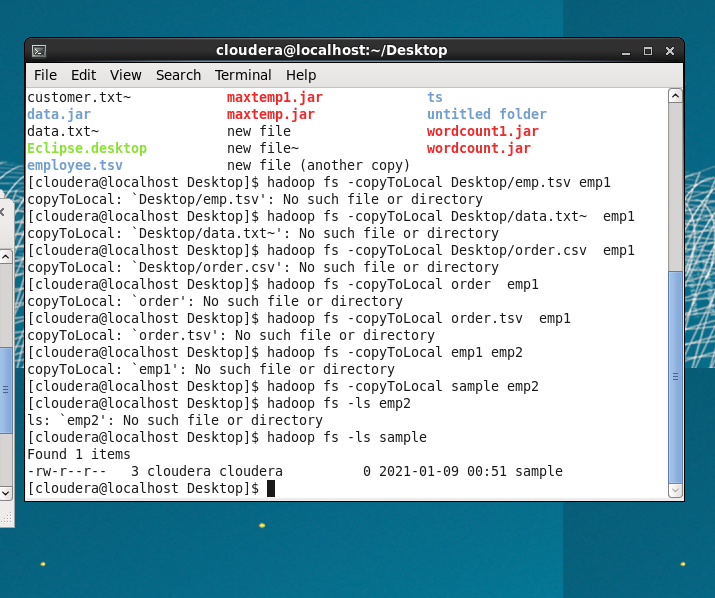 cloudera@localhost:~/Desktop
File Edit View Search Terminal Help
customer.txt~ maxtemp1.jar ts
data.jar maxtemp.jar untitled folder
data.txt~ new file wordcount1.jar
Eclipse.desktop new file~ wordcount.jar
employee.tsv new file (another copy)
[cloudera@localhost Desktop]$ hadoop fs -copyToLocal Desktop/emp.tsv emp1
copyToLocal: `Desktop/emp.tsv': No such file or directory
[cloudera@localhost Desktop]$ hadoop fs -copyToLocal Desktop/data.txt~  emp1
copyToLocal: `Desktop/data.txt~': No such file or directory
[cloudera@localhost Desktop]$ hadoop fs -copyToLocal Desktop/order.csv  emp1
copyToLocal: `Desktop/order.csv': No such file or directory
[cloudera@localhost Desktop]$ hadoop fs -copyToLocal order  emp1
copyToLocal: `order': No such file or directory
[cloudera@localhost Desktop]$ hadoop fs -copyToLocal order.tsv  emp1
copyToLocal: `order.tsv': No such file or directory
[cloudera@localhost Desktop]$ hadoop fs -copyToLocal emp1 emp2
copyToLocal: `emp1': No such file or directory
[cloudera@localhost Desktop]$ hadoop fs -copyToLocal sample emp2
[cloudera@localhost Desktop]$ hadoop fs -ls emp2
ls: `emp2': No such file or directory
[cloudera@localhost Desktop]$ hadoop fs -ls sample
Found 1 items
-rw-r--r--   3 cloudera cloudera          0 2021-01-09 00:51 sample
[cloudera@localhost Desktop]$